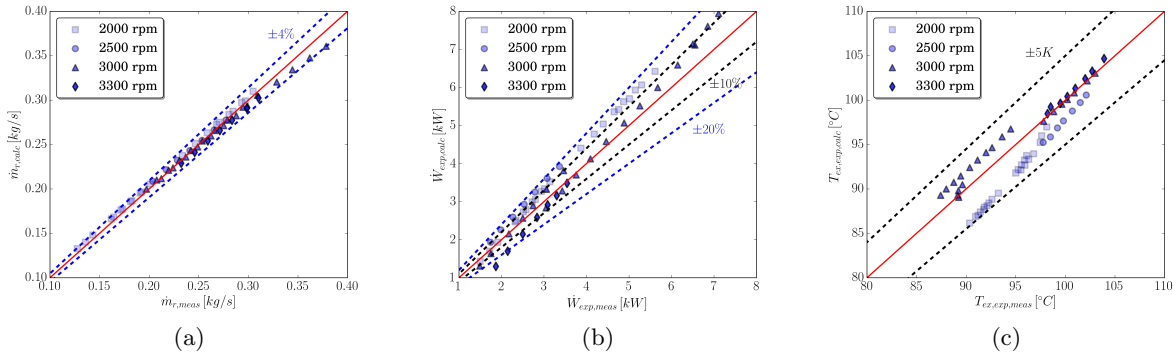 0.40
0.35
0.30
0.25
0.20
0.15
0.10
0.10 0.15 0.20 0.25 0.30 0.35 0.40
ṁr,calc [kg/s]
ṁr,meas [kg/s]
2000 rpm
2500 rpm
3000 rpm
3300 rpm
±4%
(a)
8
7
6
5
4
3
2
1
1 2 3 4 5 6 7 8
Ẇexp,calc [kW]
Ẇexp,meas [kW]
2000 rpm
2500 rpm
3000 rpm
3300 rpm
±10%
±20%
(b)
110
105
100
95
90
85
80
80 85 90 95 100 105 110
Tex,exp,calc [°C]
Tex,exp,meas [°C]
2000 rpm
2500 rpm
3000 rpm
3300 rpm
±5K
(c)